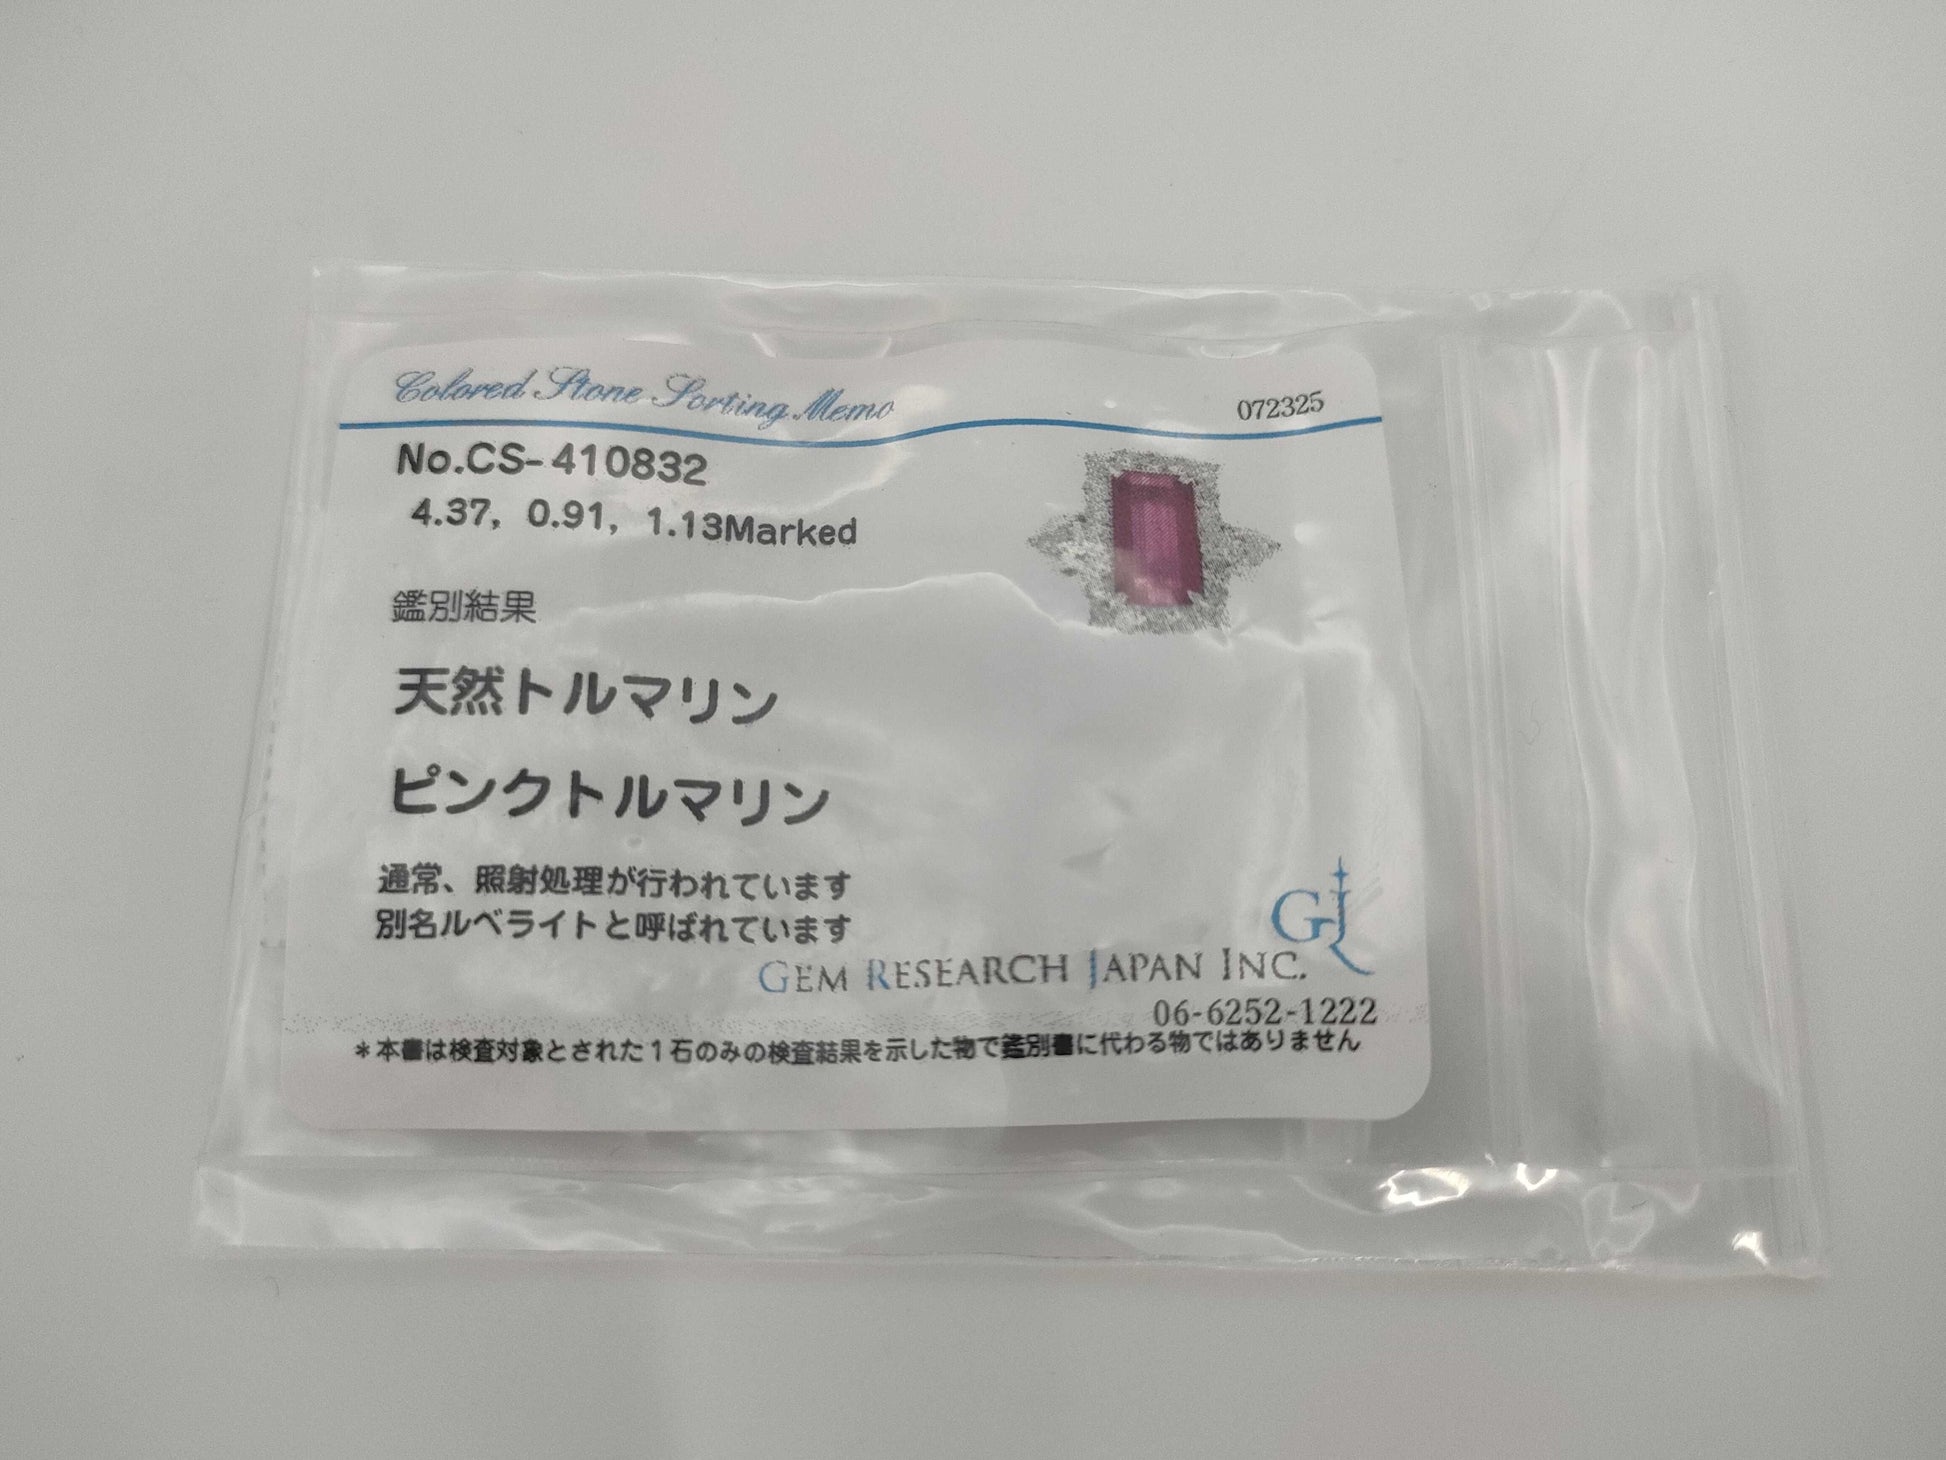 Colored Stone Sorting Memo
072325
No.CS-410832
4.37, 0.91, 1.13Marked
鑑別結果
天然トルマリン
ピンクトルマリン
通常、照射処理が行われています
別名ルベライトと呼ばれています
GJ
GEM RESEARCH JAPAN INC.
06-6252-1222
*本書は検査対象とされた1石のみの検査結果を示した物で鑑別書に代わる物ではありません